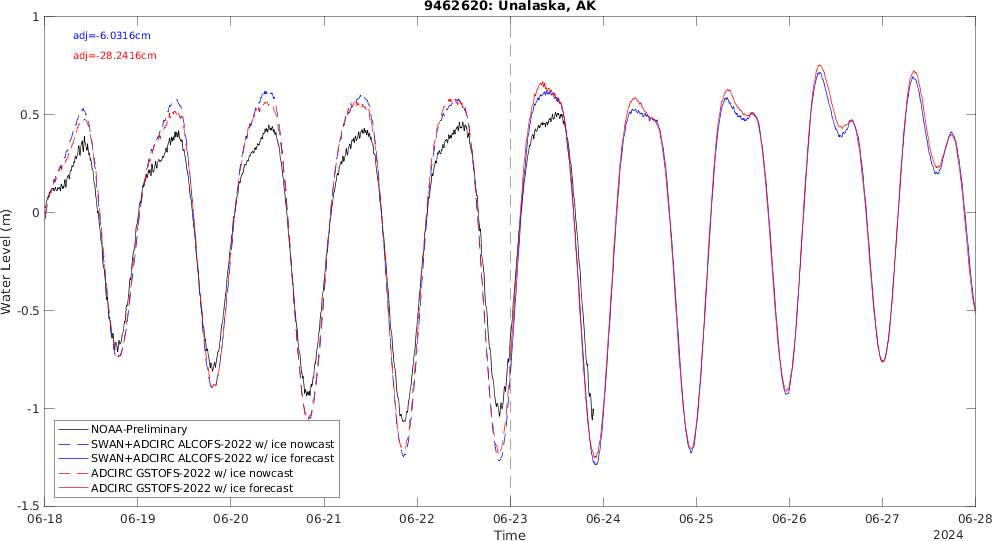 9462620: Unalaska, AK
adj=-6.0316cm
adj=-28.2416cm
1
0.5
0
-0.5
-1
-1.5
Water Level (m)
NOAA-Preliminary
SWAN+ADCIRC ALCOFS-2022 w/ ice nowcast
SWAN+ADCIRC ALCOFS-2022 w/ ice forecast
ADCIRC GSTOFS-2022 w/ ice nowcast
ADCIRC GSTOFS-2022 w/ ice forecast
06-18 06-19 06-20 06-21 06-22 06-23 06-24 06-25 06-26 06-27 06-28
Time
2024